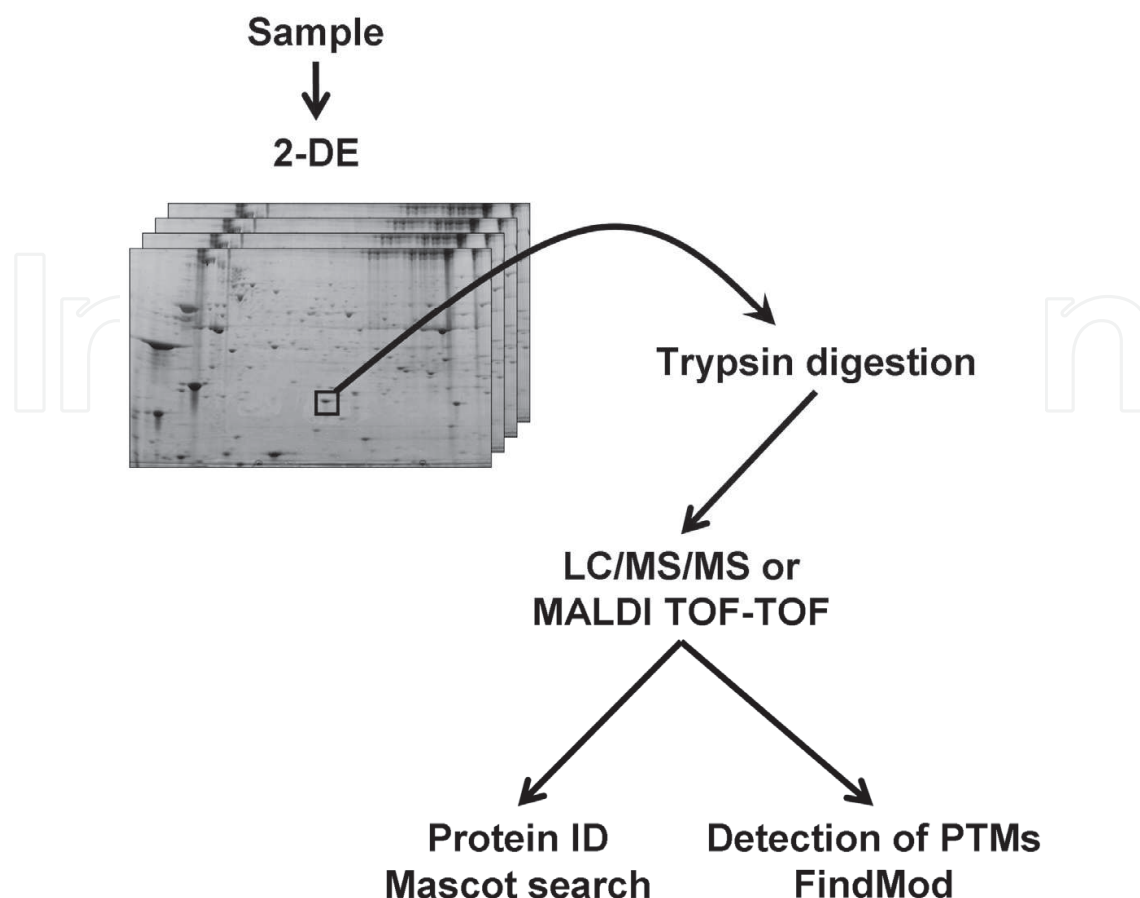 Sample
2-DE
Trypsin digestion
LC/MS/MS or
MALDI TOF-TOF
Protein ID
Mascot search
Detection of PTMs
FindMod